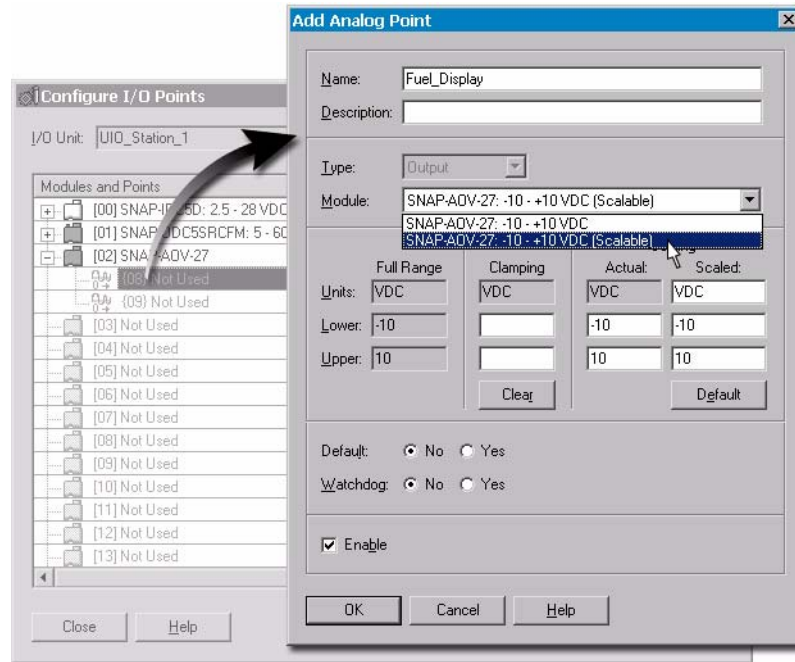 Add Analog Point
Name: Fuel_Display
Description:
Type: Output
Module: SNAP-AOV-27: -10 - +10 VDC (Scalable)
SNAP-AOV-27: -10 - +10 VDC
SNAP-AOV-27: -10 - +10 VDC (Scalable)
Full Range Clamping Actual: Scaled:
Units: VDC VDC VDC VDC
Lower: -10 -10 -10
Upper: 10 10 10
Clear Default
Default: No Yes
Watchdog: No Yes
Enable
OK Cancel Help
Configure I/O Points
I/O Unit: UIO_Station_1
Modules and Points
[00] 5D: 2.5 - 28 VDC
[01] SNAP DC5SRCFM: 5 - 60
[02] SNAP-AOV-27
{08} Not Used
{09} Not Used
[03] Not Used
[04] Not Used
[05] Not Used
[06] Not Used
[07] Not Used
[08] Not Used
[09] Not Used
[10] Not Used
[11] Not Used
[12] Not Used
[13] Not Used
Close Help